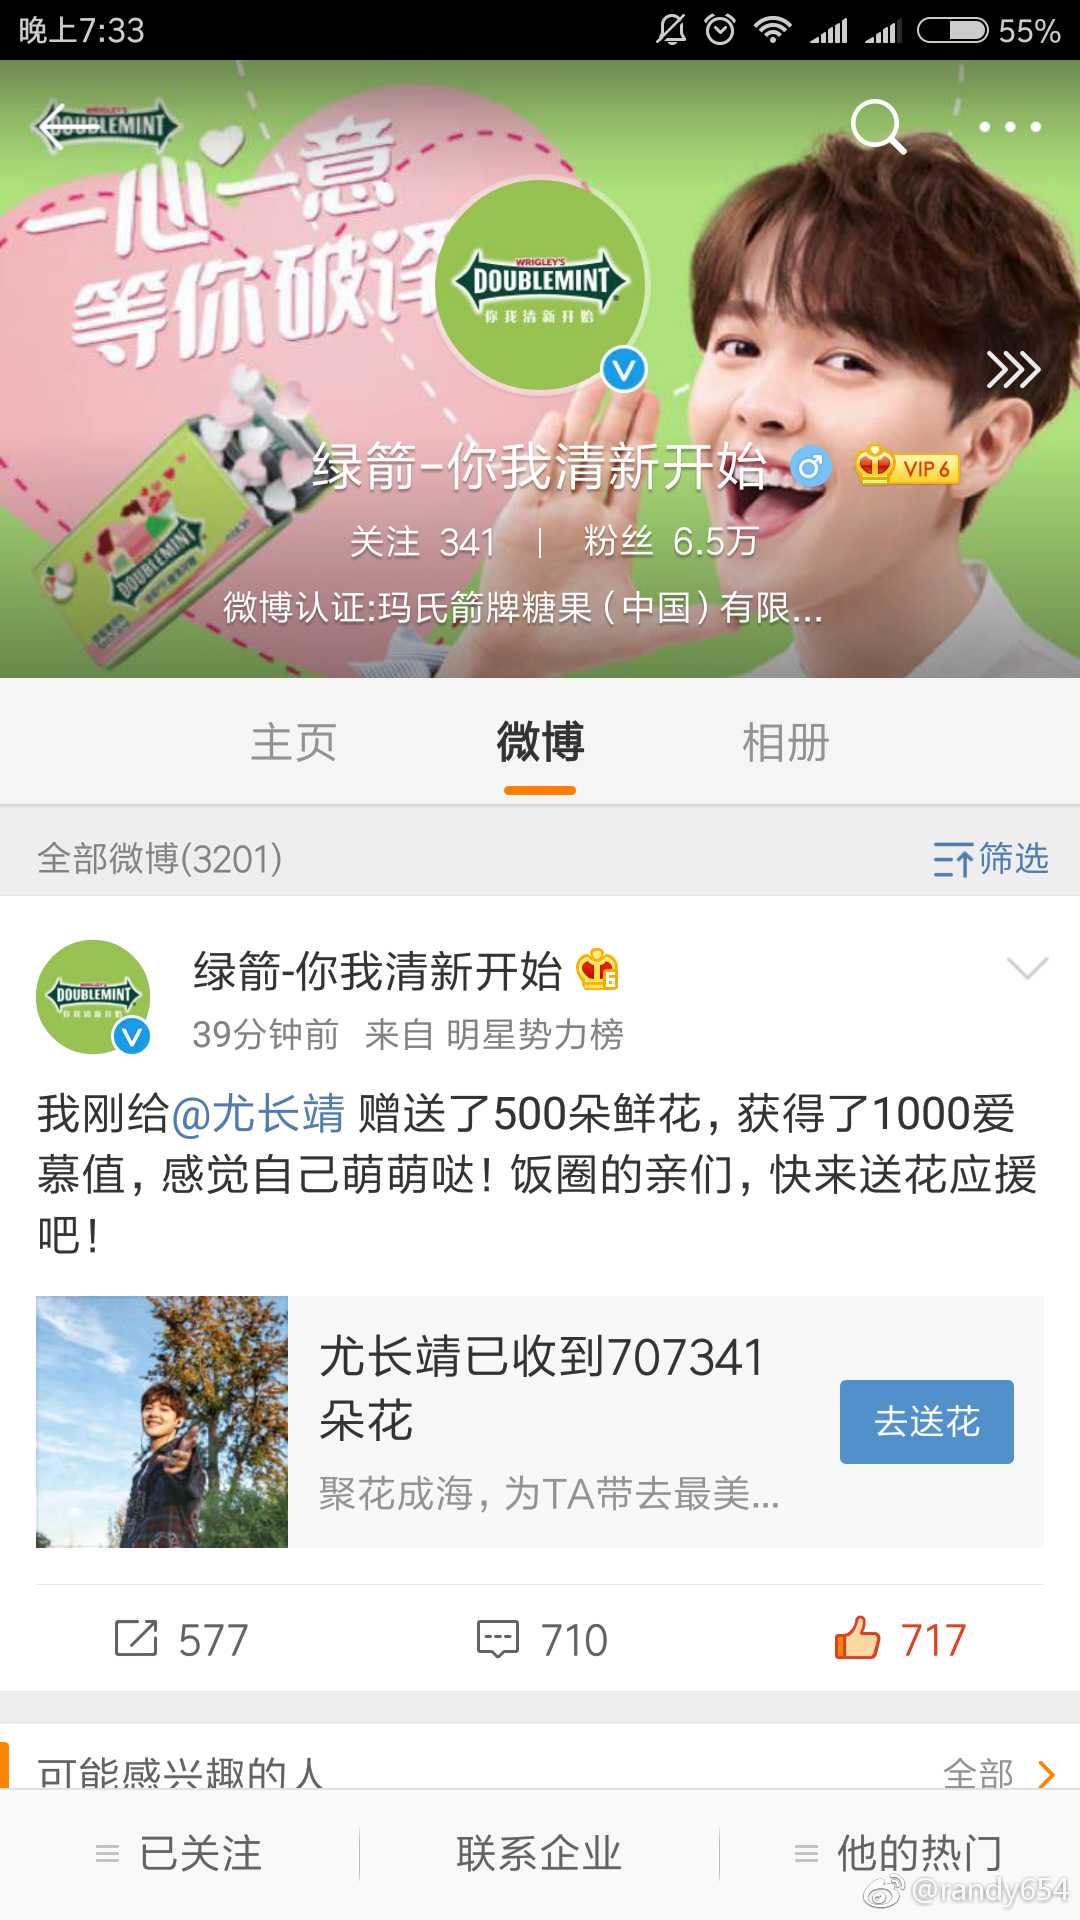 晚上7:33
55%
WRIGLEY'S
DOUBLEMINT
一心一意
等你破译
WRIGLEY'S
DOUBLEMINT
你我清新开始
DOUBLEMINT
绿箭-你我清新开始 VIP 6
关注 341 | 粉丝 6.5万
微博认证:玛氏箭牌糖果(中国)有限...
主页 微博 相册
全部微博(3201) 筛选
DOUBLEMINT
你我清新开始
绿箭-你我清新开始 6
39分钟前 来自 明星势力榜
我刚给@尤长靖 赠送了500朵鲜花, 获得了1000爱
慕值, 感觉自己萌萌哒! 饭圈的亲们, 快来送花应援
吧!
尤长靖已收到707341
朵花
去送花
聚花成海, 为TA带去最美...
577 710 717
可能感兴趣的人 全部
已关注 联系企业 他的热门
@randy654